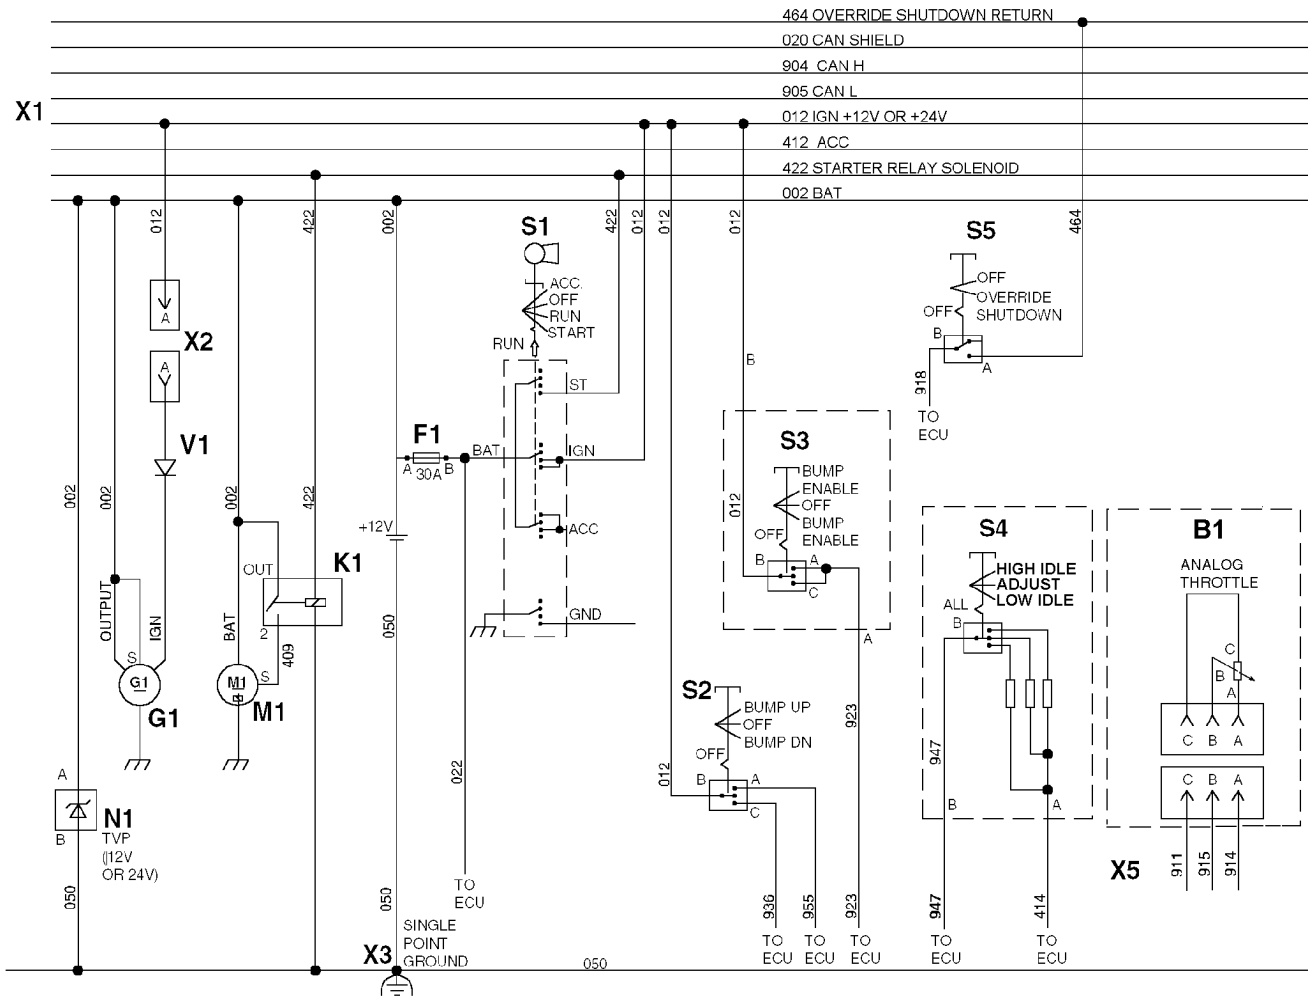 464 OVERRIDE SHUTDOWN RETURN
020 CAN SHIELD
904 CAN H
905 CAN L
X1
012 IGN +12V OR +24V
412 ACC
422 STARTER RELAY SOLENOID
002 BAT
012
422
002
422
012
012
012
464
S1
S5
ACC.
OFF
RUN
START
RUN
OFF
OVERRIDE
SHUTDOWN
OFF
B
A
918
TO
ECU
A
X2
A
V1
B
ST
F1
BAT
IGN
A
30A
B
S3
BUMP
ENABLE
OFF
BUMP
ENABLE
OFF
B
A
C
A
002
002
002
422
012
+12V
ACC
K1
OUT
2
OUTPUT
IGN
BAT
409
050
GND
S
G1
G1
S
M1
M1
S4
HIGH IDLE
ADJUST
LOW IDLE
ALL
B
B1
ANALOG
THROTTLE
C
B
A
C B A
C B A
S2
BUMP UP
OFF
BUMP DN
OFF
B
A
C
923
947
022
012
A
N1
B
TVP
(12V
OR 24V)
B
A
X5
911
915
914
050
050
TO
ECU
936
955
923
947
414
TO
ECU
TO
ECU
TO
ECU
TO
ECU
TO
ECU
X3
SINGLE
POINT
GROUND
050